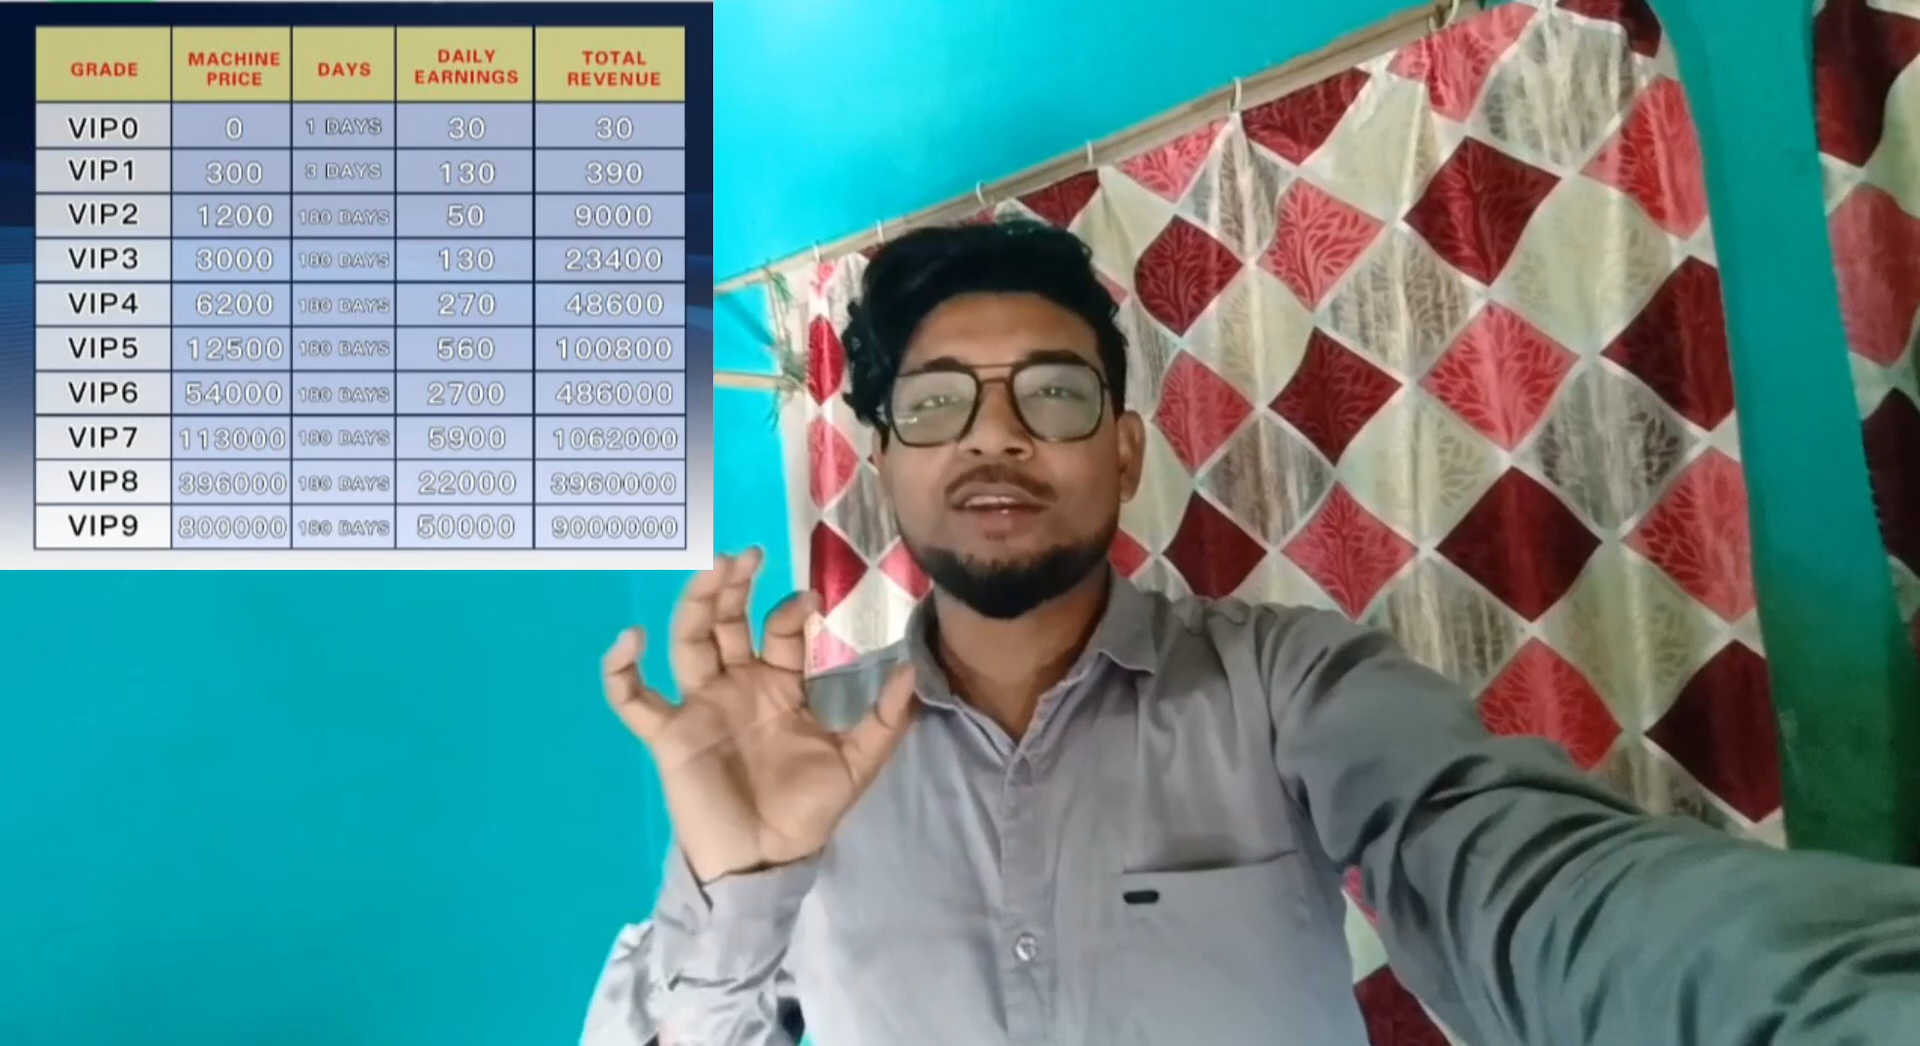 GRADE MACHINE PRICE DAYS DAILY EARNINGS TOTAL REVENUE
VIP0 0 1 DAYS 30 30
VIP1 300 3 DAYS 130 390
VIP2 1200 180 DAYS 50 9000
VIP3 3000 180 DAYS 130 23400
VIP4 6200 180 DAYS 270 48600
VIP5 12500 180 DAYS 560 100800
VIP6 54000 180 DAYS 2700 486000
VIP7 113000 180 DAYS 5900 1062000
VIP8 396000 180 DAYS 22000 3960000
VIP9 800000 180 DAYS 50000 9000000